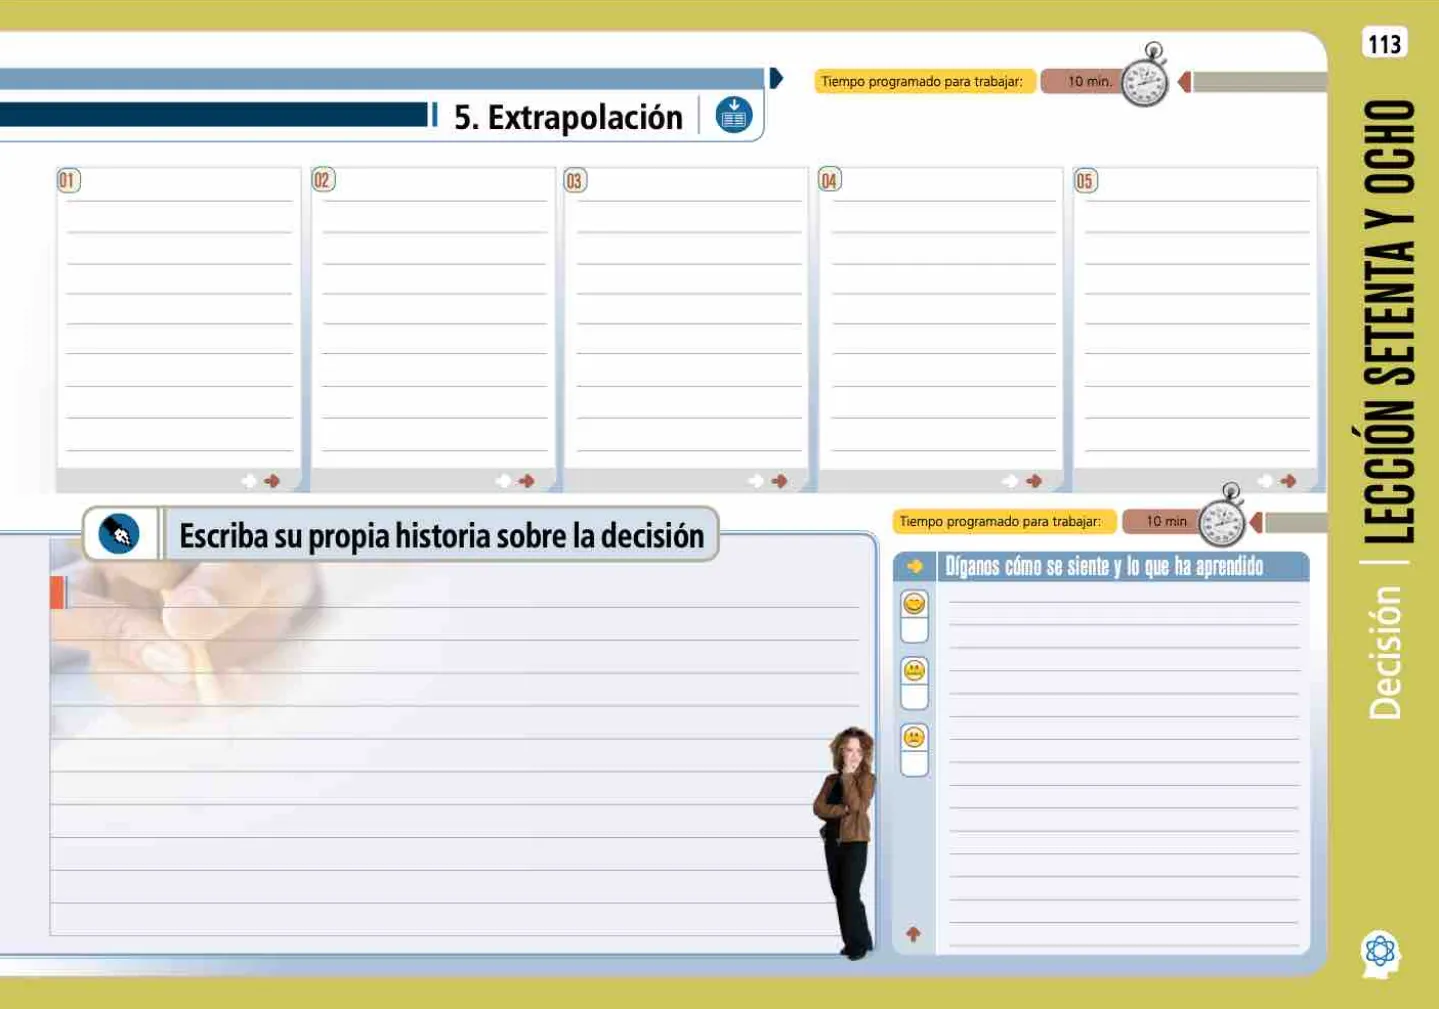 113
Tiempo programado para trabajar:
10 min.
5. Extrapolación
01
02
03
04
05
Escriba su propia historia sobre la decisión
Tiempo programado para trabajar:
10 min
Díganos cómo se siente y lo que ha aprendido
Decisión | LECCIÓN SETENTA Y OCHO